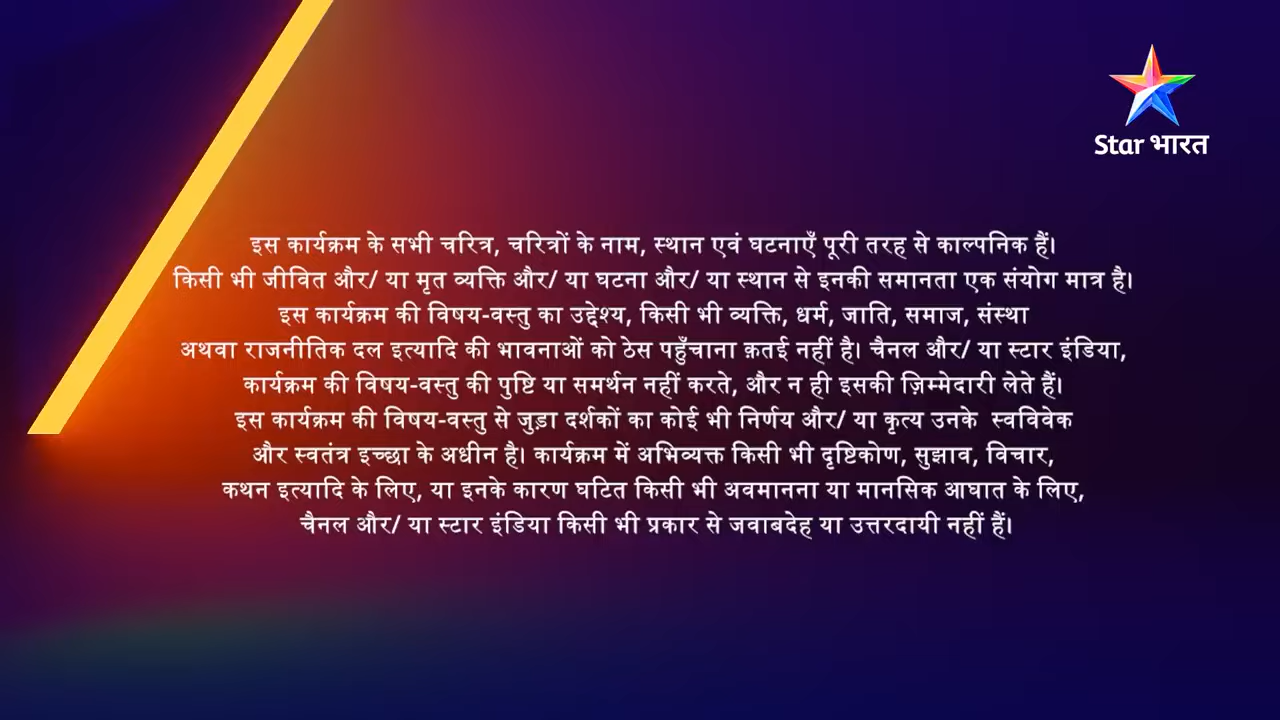 Star भारत
इस कार्यक्रम के सभी चरित्र, चरित्रों के नाम, स्थान एवं घटनाएँ पूरी तरह से काल्पनिक हैं।
किसी भी जीवित और/ या मृत व्यक्ति और/ या घटना और/ या स्थान से इनकी समानता एक संयोग मात्र है।
इस कार्यक्रम की विषय-वस्तु का उद्देश्य, किसी भी व्यक्ति, धर्म, जाति, समाज, संस्था
अथवा राजनीतिक दल इत्यादि की भावनाओं को ठेस पहुँचाना क़तई नहीं है। चैनल और/ या स्टार इंडिया,
कार्यक्रम की विषय-वस्तु की पुष्टि या समर्थन नहीं करते, और न ही इसकी ज़िम्मेदारी लेते हैं।
इस कार्यक्रम की विषय-वस्तु से जुड़ा दर्शकों का कोई भी निर्णय और/ या कृत्य उनके स्वविवेक
और स्वतंत्र इच्छा के अधीन है। कार्यक्रम में अभिव्यक्त किसी भी दृष्टिकोण, सुझाव, विचार,
कथन इत्यादि के लिए, या इनके कारण घटित किसी भी अवमानना या मानसिक आघात के लिए,
चैनल और/ या स्टार इंडिया किसी भी प्रकार से जवाबदेह या उत्तरदायी नहीं हैं।